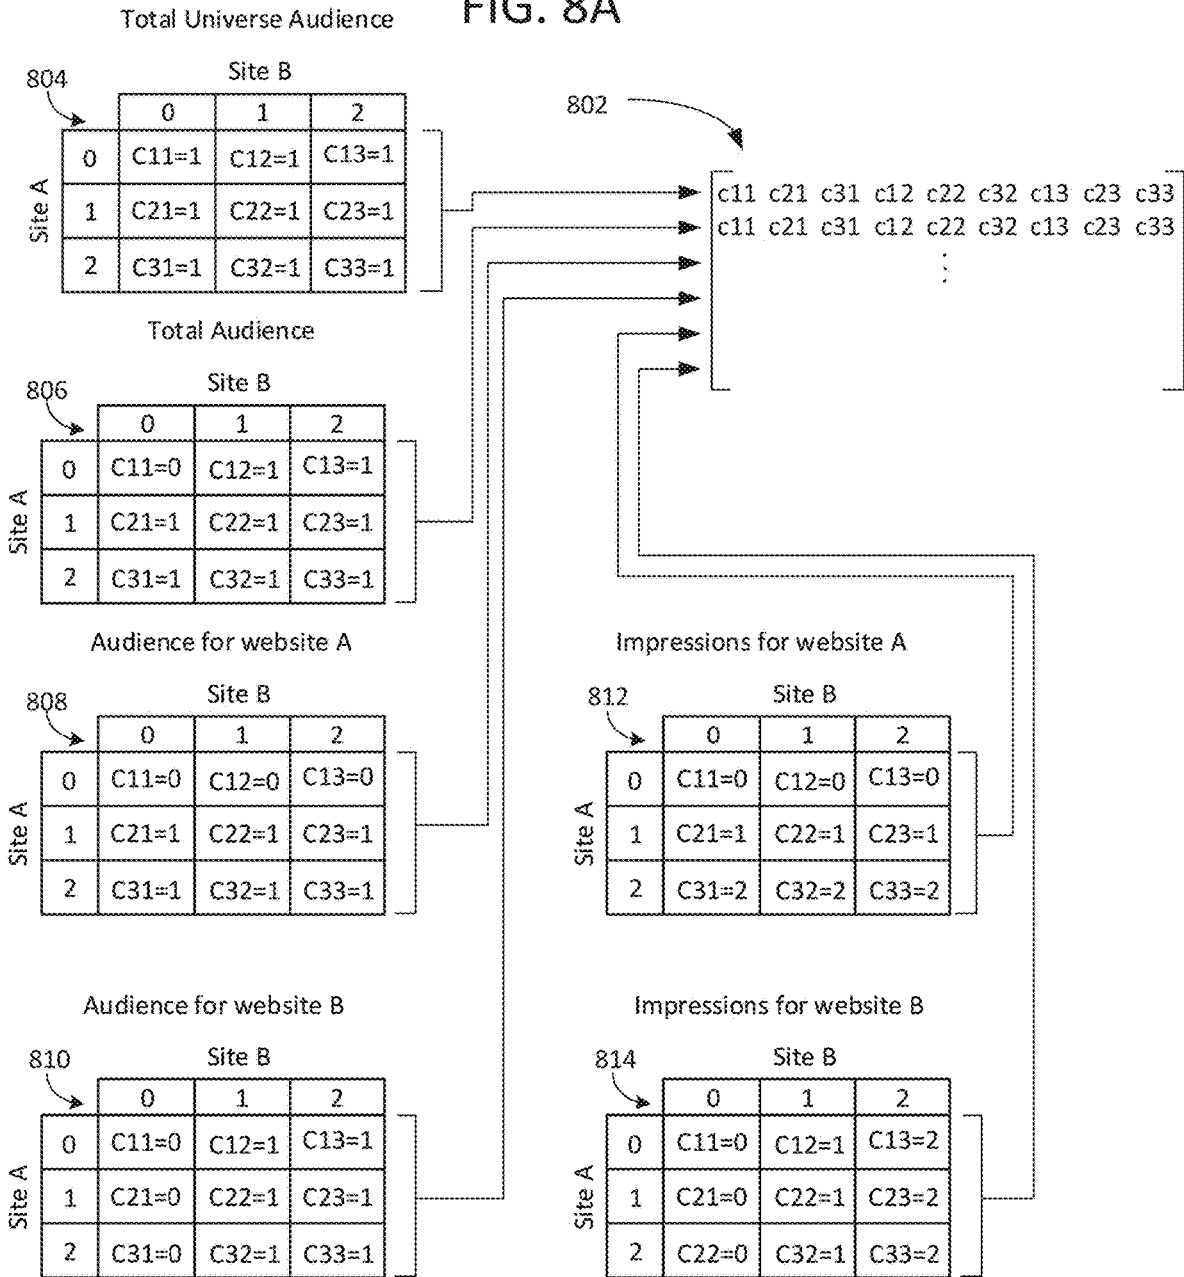 FIG. 8A
Total Universe Audience
804
Site B
0 1 2
Site A
0 C11=1 C12=1 C13=1
1 C21=1 C22=1 C23=1
2 C31=1 C32=1 C33=1
802
c11 c21 c31 c12 c22 c32 c13 c23 c33
c11 c21 c31 c12 c22 c32 c13 c23 c33
Total Audience
806
Site B
0 1 2
Site A
0 C11=0 C12=1 C13=1
1 C21=1 C22=1 C23=1
2 C31=1 C32=1 C33=1
Audience for website A
808
Site B
0 1 2
Site A
0 C11=0 C12=0 C13=0
1 C21=1 C22=1 C23=1
2 C31=1 C32=1 C33=1
Impressions for website A
812
Site B
0 1 2
Site A
0 C11=0 C12=0 C13=0
1 C21=1 C22=1 C23=1
2 C31=2 C32=2 C33=2
Audience for website B
810
Site B
0 1 2
Site A
0 C11=0 C12=1 C13=1
1 C21=0 C22=1 C23=1
2 C31=0 C32=1 C33=1
Impressions for website B
814
Site B
0 1 2
Site A
0 C11=0 C12=1 C13=2
1 C21=0 C22=1 C23=2
2 C22=0 C32=1 C33=2